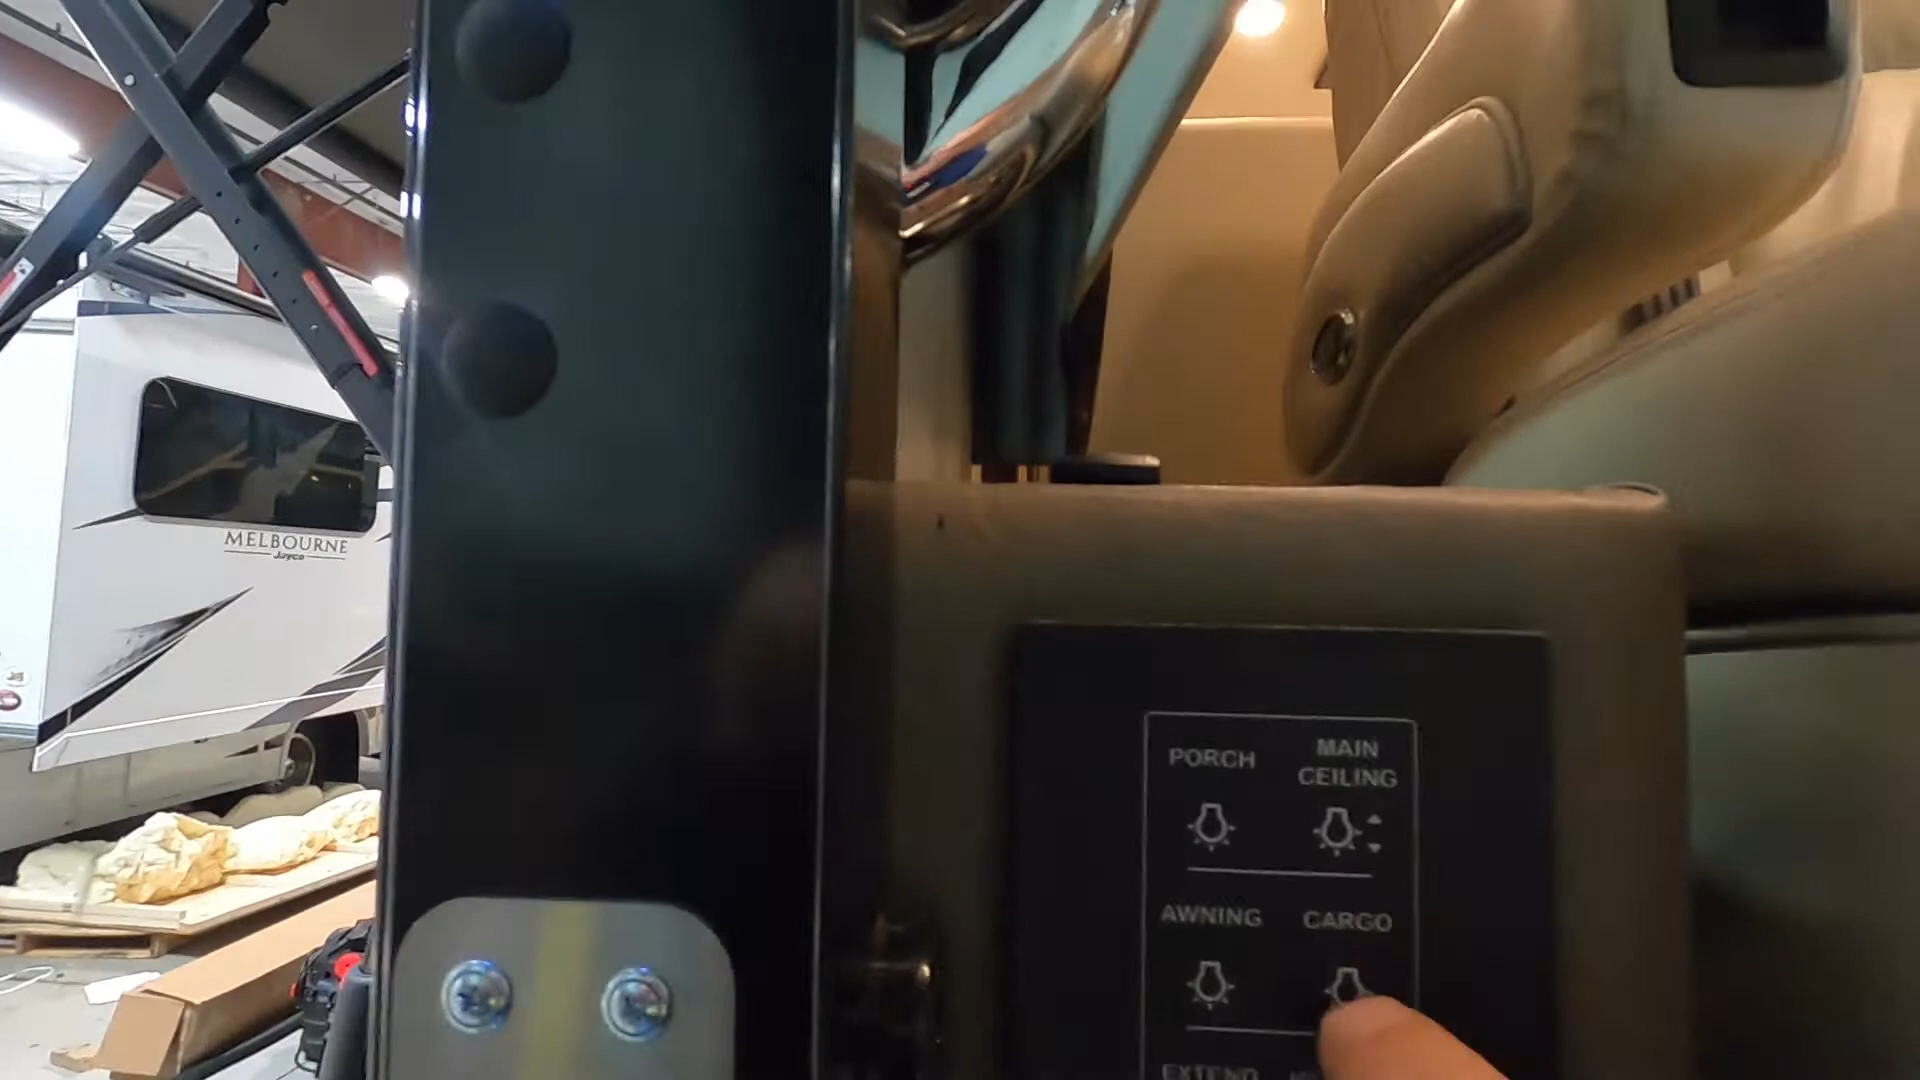 MELBOURNE
Jayco
PORCH
MAIN
CEILING
AWNING
CARGO
EXTEND